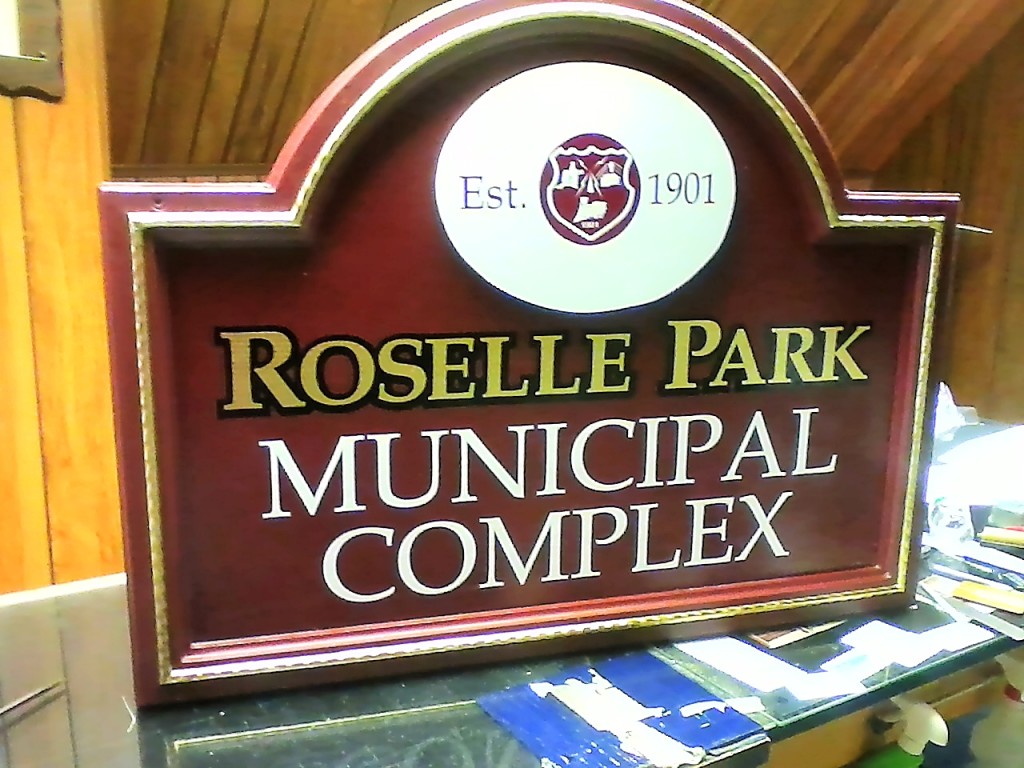 Est. 1901
ROSELLE PARK
MUNICIPAL
COMPLEX